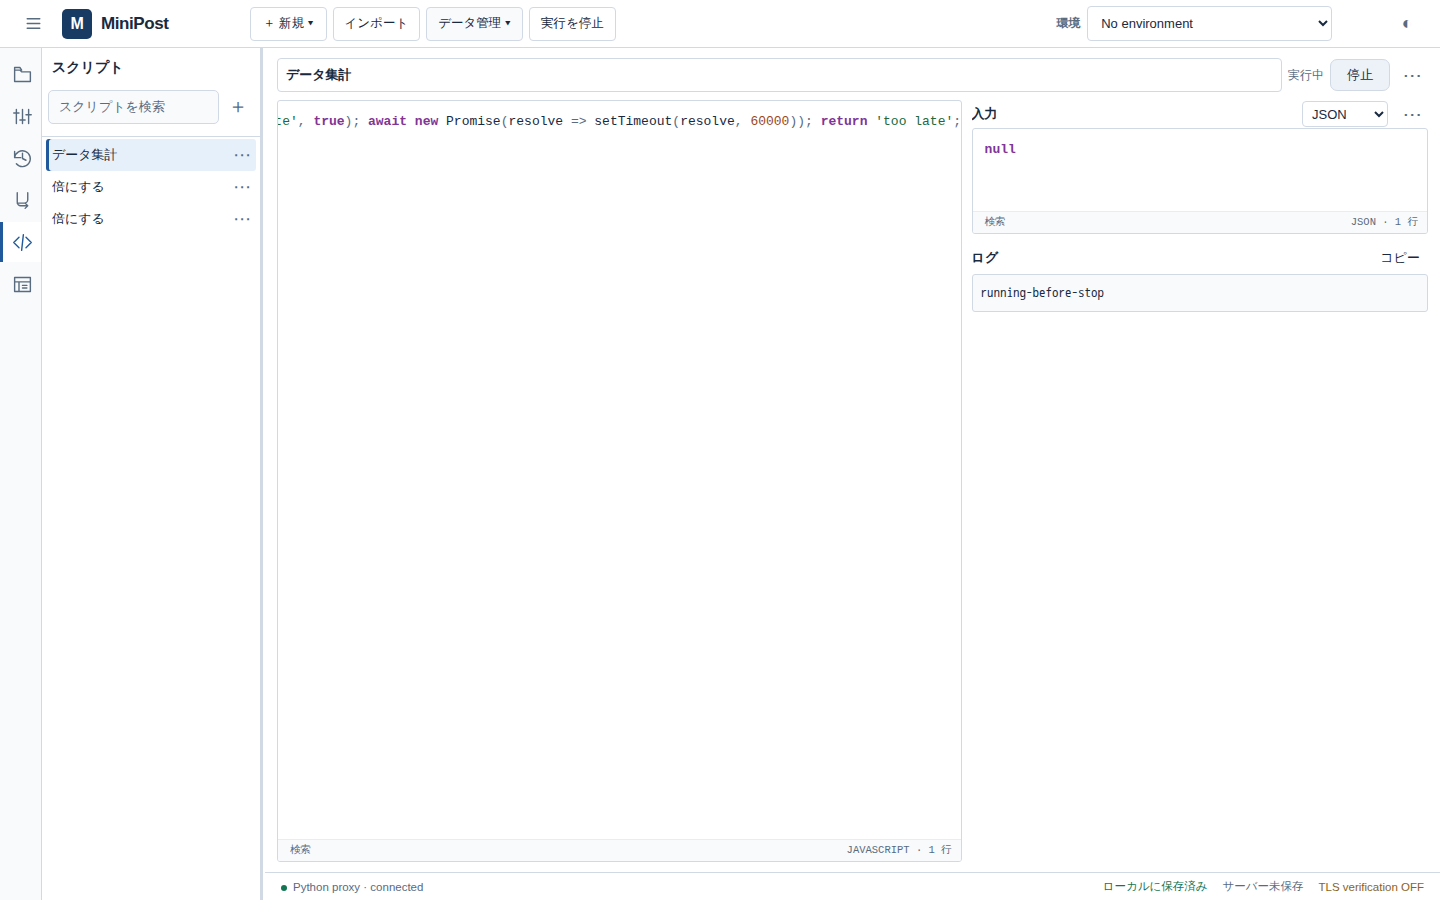 M MiniPost ＋ 新規 ▾ インポート データ管理 ▾ 実行を停止 環境 No environment
スクリプト
データ集計 実行中 停止 ···
スクリプトを検索 ＋
データ集計 ···
倍にする ···
倍にする ···
te', true); await new Promise(resolve => setTimeout(resolve, 60000)); return 'too late';
検索 JAVASCRIPT · 1 行
入力 JSON ···
null
検索 JSON · 1 行
ログ コピー
running-before-stop
Python proxy · connected ローカルに保存済み サーバー未保存 TLS verification OFF